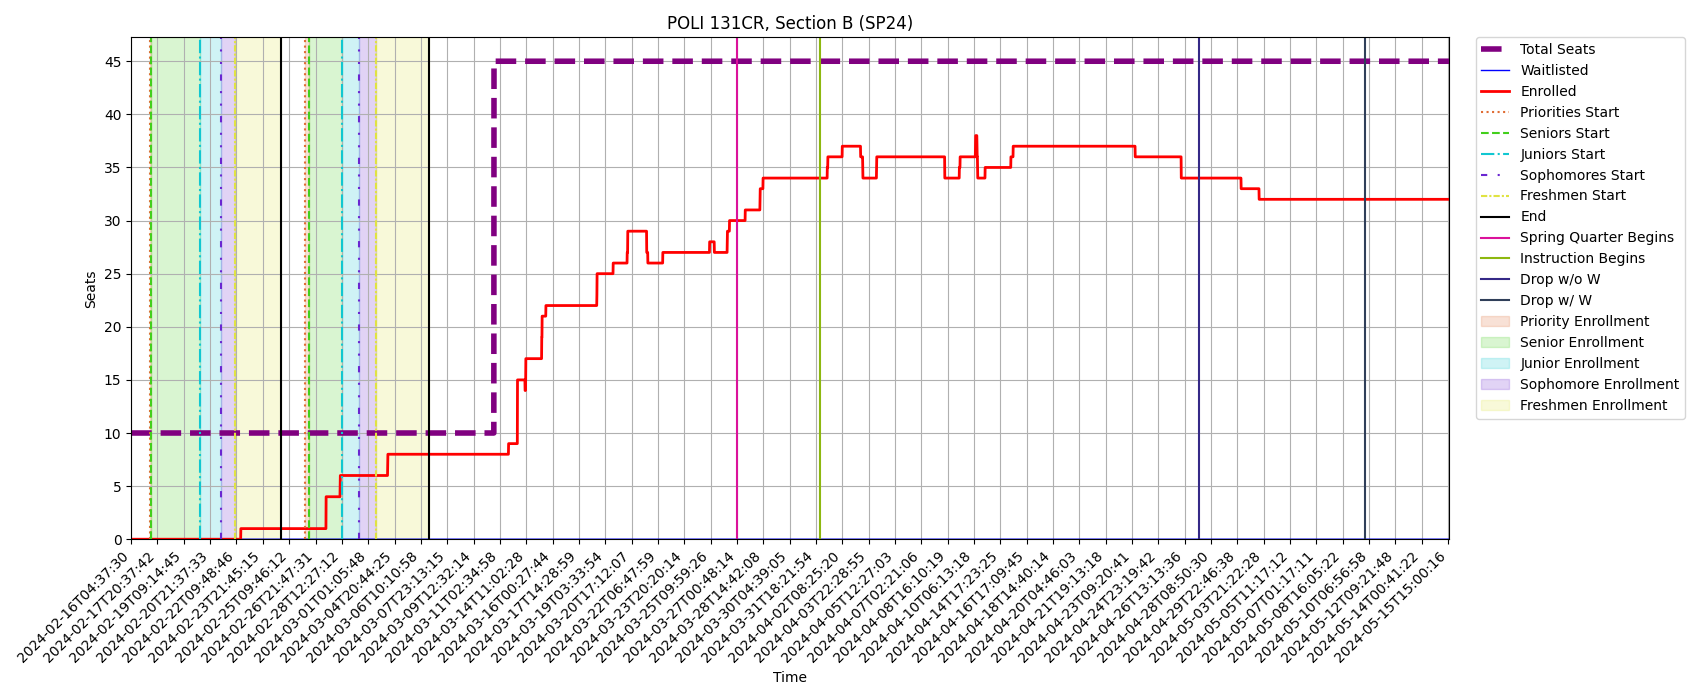 POLI 131CR, Section B (SP24)
Seats
45
40
35
30
25
20
15
10
5
0
2024-02-16T04:37:30
2024-02-17T20:37:42
2024-02-19T09:14:45
2024-02-20T21:37:33
2024-02-22T09:48:46
2024-02-23T21:45:15
2024-02-25T09:46:12
2024-02-26T21:47:31
2024-02-28T12:27:12
2024-03-01T01:05:48
2024-03-04T20:44:25
2024-03-06T10:10:58
2024-03-07T23:13:15
2024-03-09T12:32:14
2024-03-11T02:34:58
2024-03-14T11:02:28
2024-03-16T00:27:44
2024-03-17T14:28:59
2024-03-19T03:33:54
2024-03-20T17:12:07
2024-03-22T06:47:59
2024-03-23T20:20:14
2024-03-25T09:59:26
2024-03-27T00:48:14
2024-03-28T14:42:08
2024-03-30T04:39:05
2024-03-31T18:21:54
2024-04-02T08:25:20
2024-04-03T22:28:55
2024-04-05T12:27:03
2024-04-07T02:21:06
2024-04-08T16:10:19
2024-04-10T06:13:18
2024-04-14T17:23:25
2024-04-16T17:09:45
2024-04-18T14:40:14
2024-04-20T04:46:03
2024-04-21T19:13:18
2024-04-23T09:20:41
2024-04-24T23:19:42
2024-04-26T13:13:36
2024-04-28T08:50:30
2024-04-29T22:46:38
2024-05-03T21:22:28
2024-05-05T11:17:12
2024-05-07T01:17:11
2024-05-08T16:05:22
2024-05-10T06:56:58
2024-05-12T09:21:48
2024-05-14T00:41:22
2024-05-15T15:00:16
Time
Total Seats
Waitlisted
Enrolled
Priorities Start
Seniors Start
Juniors Start
Sophomores Start
Freshmen Start
End
Spring Quarter Begins
Instruction Begins
Drop w/o W
Drop w/ W
Priority Enrollment
Senior Enrollment
Junior Enrollment
Sophomore Enrollment
Freshmen Enrollment